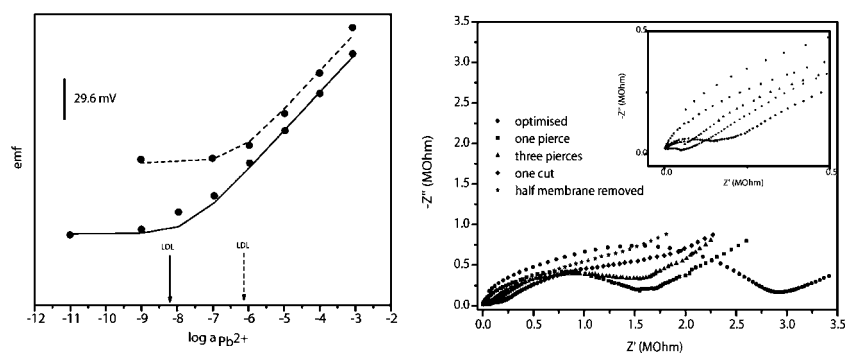 29.6 mV
emf
LDL
LDL
-12
-11
-10
-9
-8
-7
-6
-5
-4
-3
-2
log aPb2+
3.5
3.0
2.5
2.0
1.5
1.0
0.5
0.0
-Z'' (MOhm)
optimised
one pierce
three pierces
one cut
half membrane removed
0.5
0.0
-Z'' (MOhm)
0.0
0.5
Z' (MOhm)
0.0
0.5
1.0
1.5
2.0
2.5
3.0
3.5
Z' (MOhm)